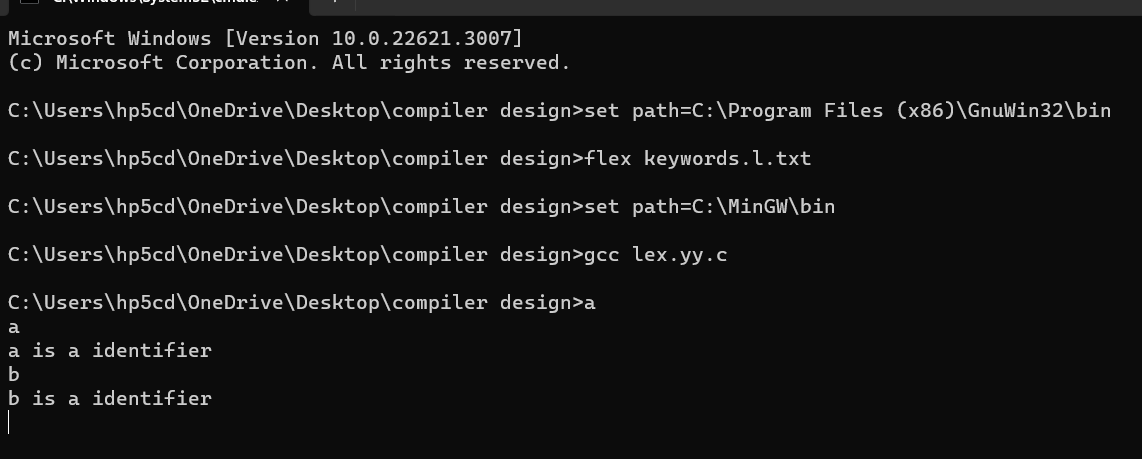 Microsoft Windows [Version 10.0.22621.3007]
(c) Microsoft Corporation. All rights reserved.
C:\Users\hp5cd\OneDrive\Desktop\compiler design>set path=C:\Program Files (x86)\GnuWin32\bin
C:\Users\hp5cd\OneDrive\Desktop\compiler design>flex keywords.l.txt
C:\Users\hp5cd\OneDrive\Desktop\compiler design>set path=C:\MinGW\bin
C:\Users\hp5cd\OneDrive\Desktop\compiler design>gcc lex.yy.c
C:\Users\hp5cd\OneDrive\Desktop\compiler design>a
a
a is a identifier
b
b is a identifier